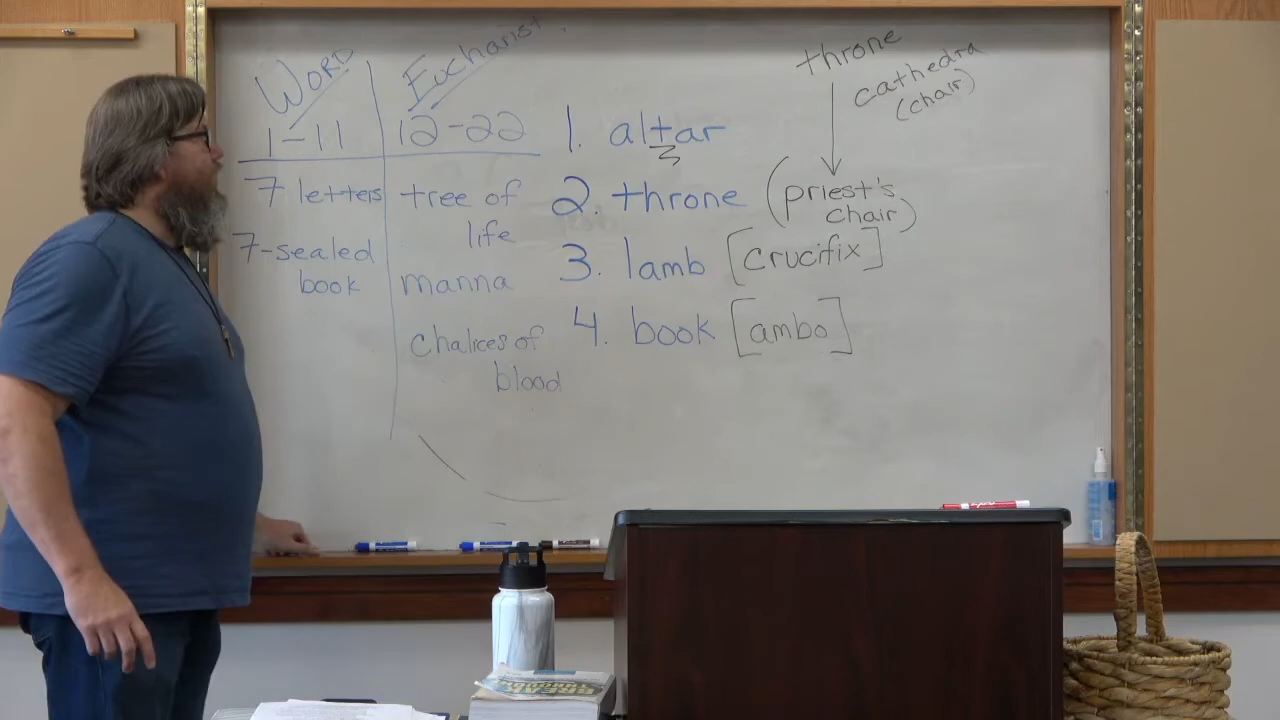 WORD
1-11
7 letters
7-sealed
book
Eucharist
12-22
tree of
life
manna
chalices of
blood
1. altar
2. throne (priest's
chair)
3. lamb [crucifix]
4. book [ambo]
throne
cathedra
(chair)